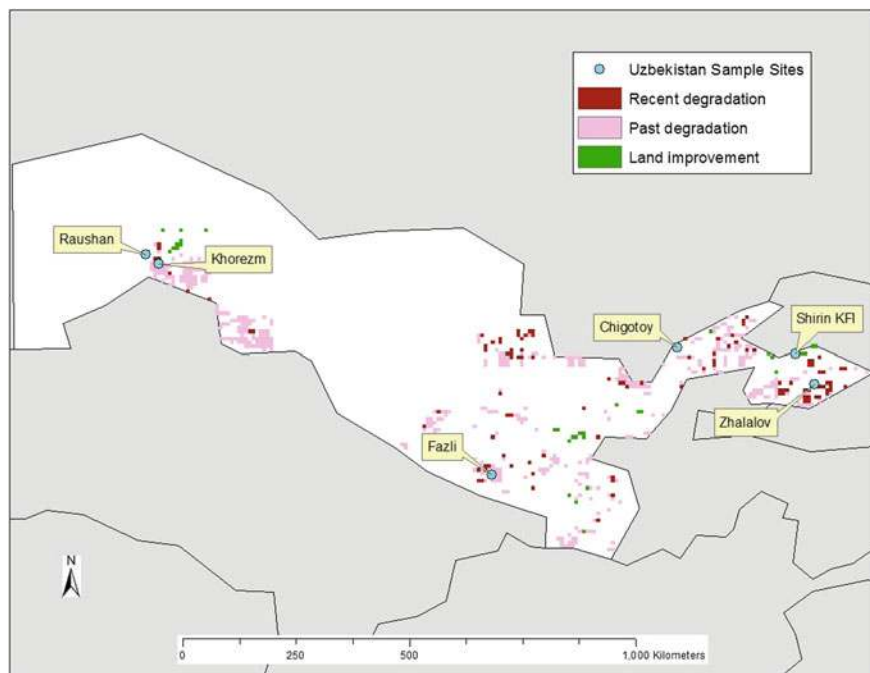 Uzbekistan Sample Sites
Recent degradation
Past degradation
Land improvement
Raushan
Khorezm
Chigotoy
Shirin KFI
Zhalalov
Fazli
N
0 250 500 1,000 Kilometers